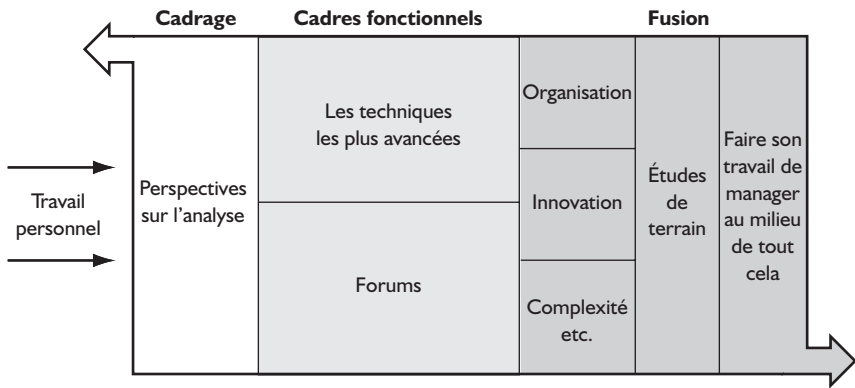 Cadrage
Cadres fonctionnels
Fusion
Travail
personnel
Perspectives
sur l’analyse
Les techniques
les plus avancées
Forums
Organisation
Innovation
Complexité
etc.
Études
de
terrain
Faire son
travail de
manager
au milieu
de tout
cela